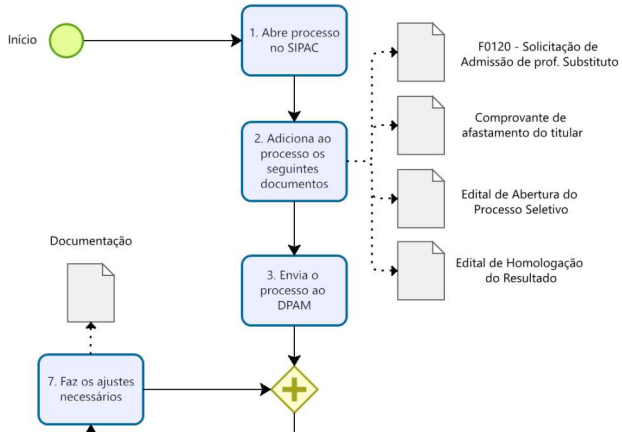 Início
1. Abre processo
no SIPAC
F0120 - Solicitação de
Admissão de prof. Substituto
2. Adiciona ao
processo os
seguintes
documentos
Comprovante de
afastamento do titular
Edital de Abertura do
Processo Seletivo
Edital de Homologação
do Resultado
Documentação
3. Envia o
processo ao
DPAM
7. Faz os ajustes
necessários